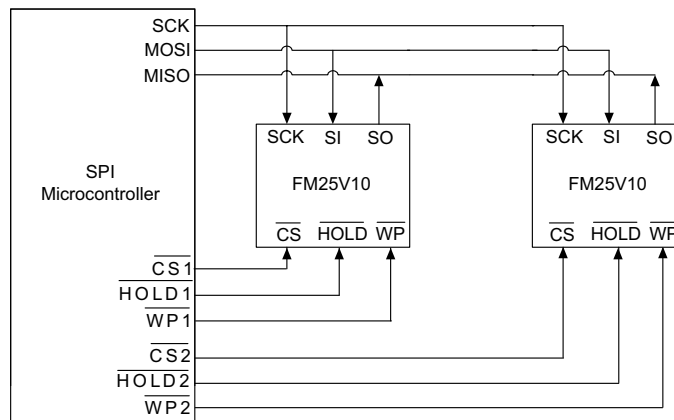 SCK
MOSI
MISO
SCK SI SO
SCK SI SO
FM25V10
FM25V10
SPI
Microcontroller
CS HOLD WP
CS HOLD WP
CS1
HOLD1
WP1
CS2
HOLD2
WP2